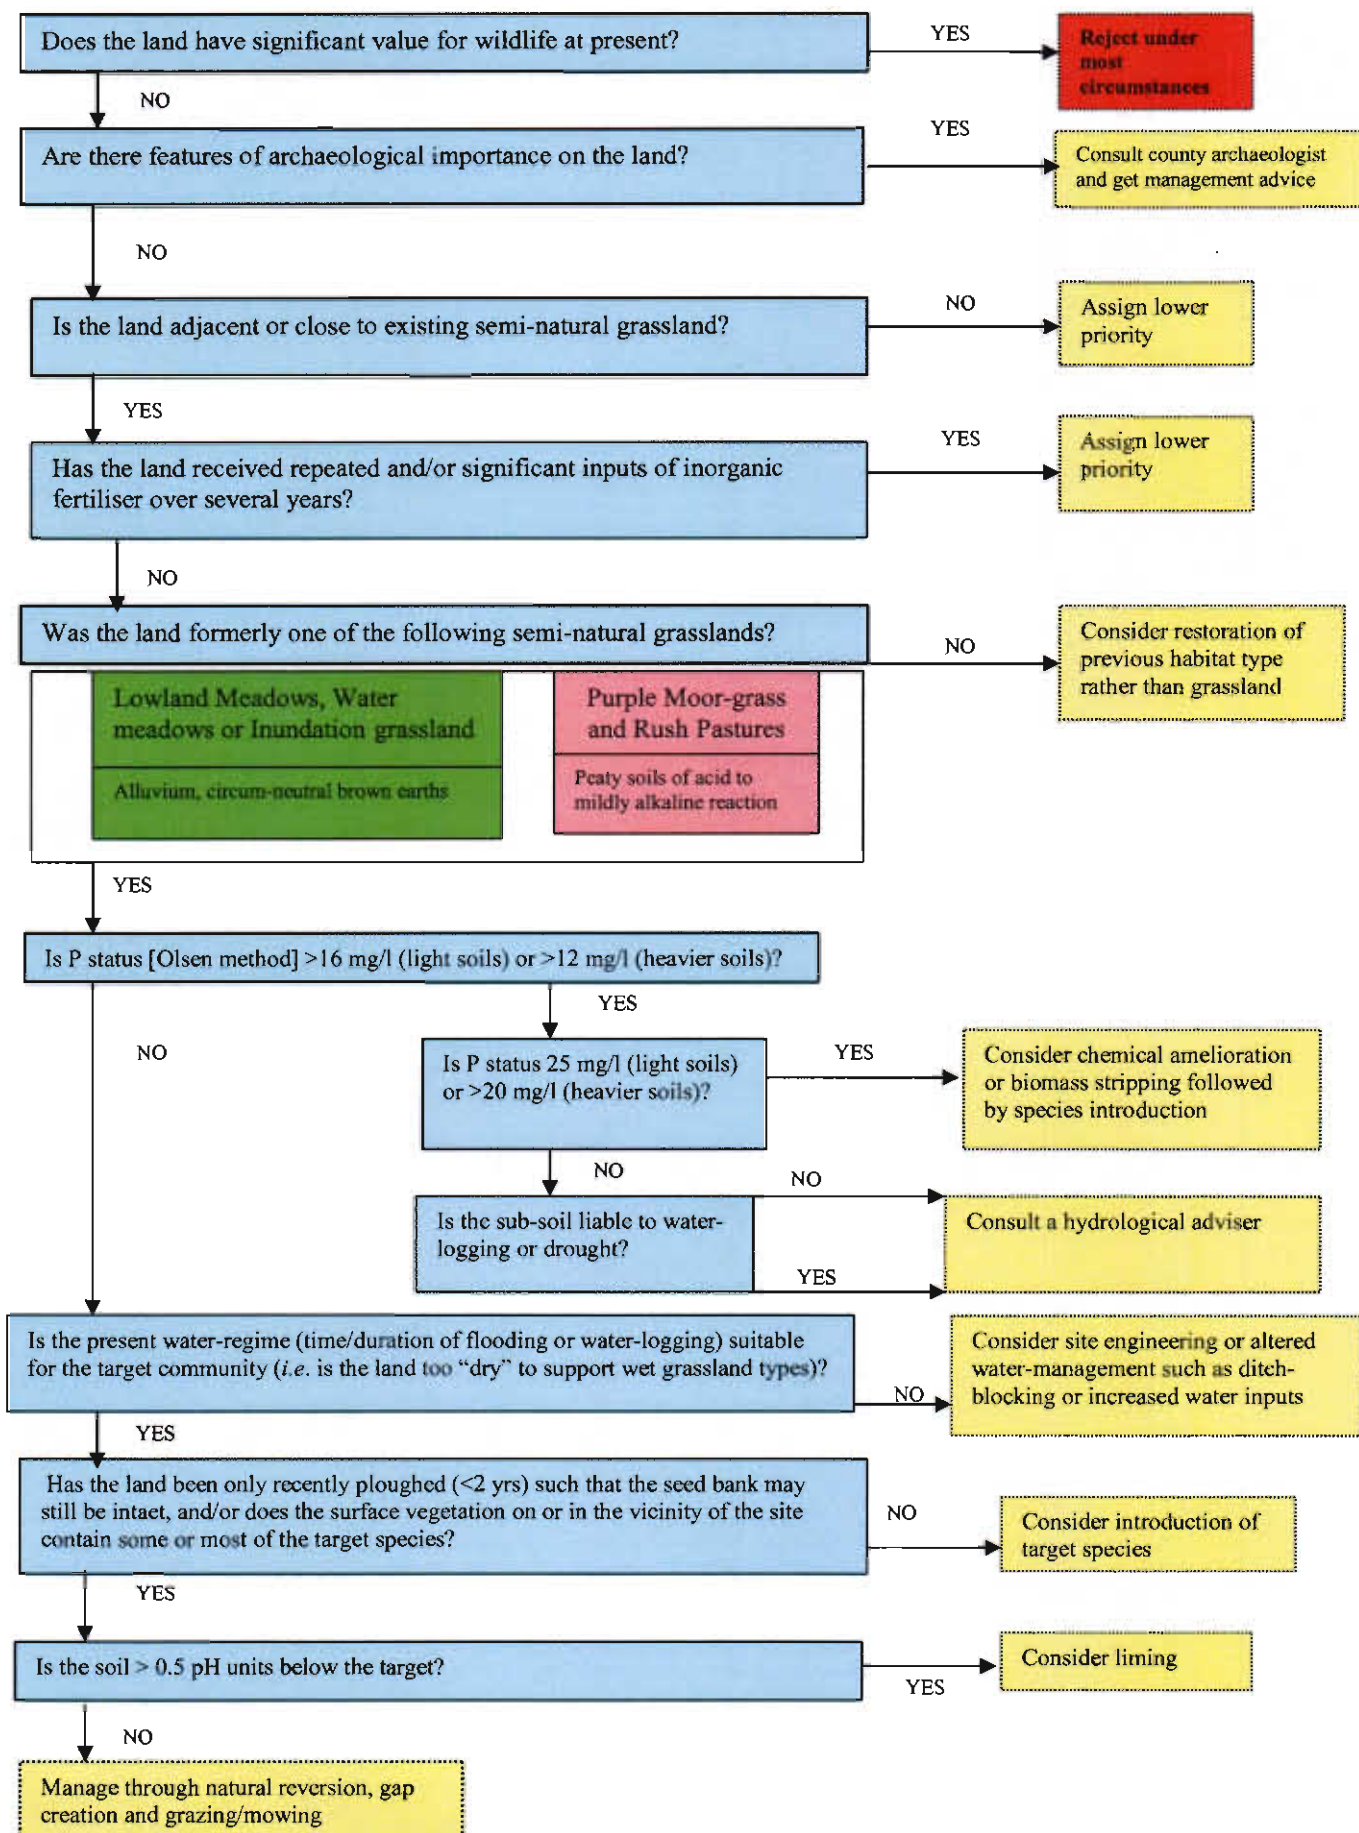 Does the land have significant value for wildlife at present?
YES
Reject under
most
circumstances
NO
Are there features of archaeological importance on the land?
YES
Consult county archaeologist
and get management advice
NO
Is the land adjacent or close to existing semi-natural grassland?
NO
Assign lower
priority
YES
Has the land received repeated and/or significant inputs of inorganic
fertiliser over several years?
YES
Assign lower
priority
NO
Was the land formerly one of the following semi-natural grasslands?
NO
Consider restoration of
previous habitat type
rather than grassland
Lowland Meadows, Water
meadows or Inundation grassland
Alluvium, circum-neutral brown earths
Purple Moor-grass
and Rush Pastures
Peaty soils of acid to
mildly alkaline reaction
YES
Is P status [Olsen method] >16 mg/l (light soils) or >12 mg/l (heavier soils)?
YES
NO
Is P status 25 mg/l (light soils)
or >20 mg/l (heavier soils)?
YES
Consider chemical amelioration
or biomass stripping followed
by species introduction
NO
Is the sub-soil liable to water-
logging or drought?
NO
YES
Consult a hydrological adviser
Is the present water-regime (time/duration of flooding or water-logging) suitable
for the target community (i.e. is the land too "dry" to support wet grassland types)?
NO
Consider site engineering or altered
water-management such as ditch-
blocking or increased water inputs
YES
Has the land been only recently ploughed (<2 yrs) such that the seed bank may
still be intact, and/or does the surface vegetation on or in the vicinity of the site
contain some or most of the target species?
NO
Consider introduction of
target species
YES
Is the soil > 0.5 pH units below the target?
YES
Consider liming
NO
Manage through natural reversion, gap
creation and grazing/mowing